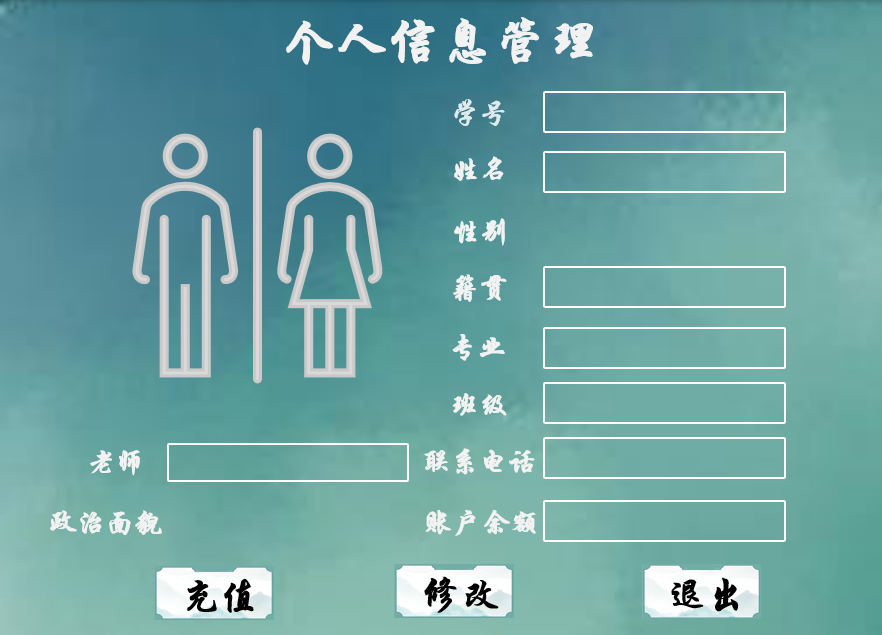 个人信息管理
学号
姓名
性别
籍贯
专业
班级
老师 联系电话
政治面貌 账户余额
充值 修改 退出